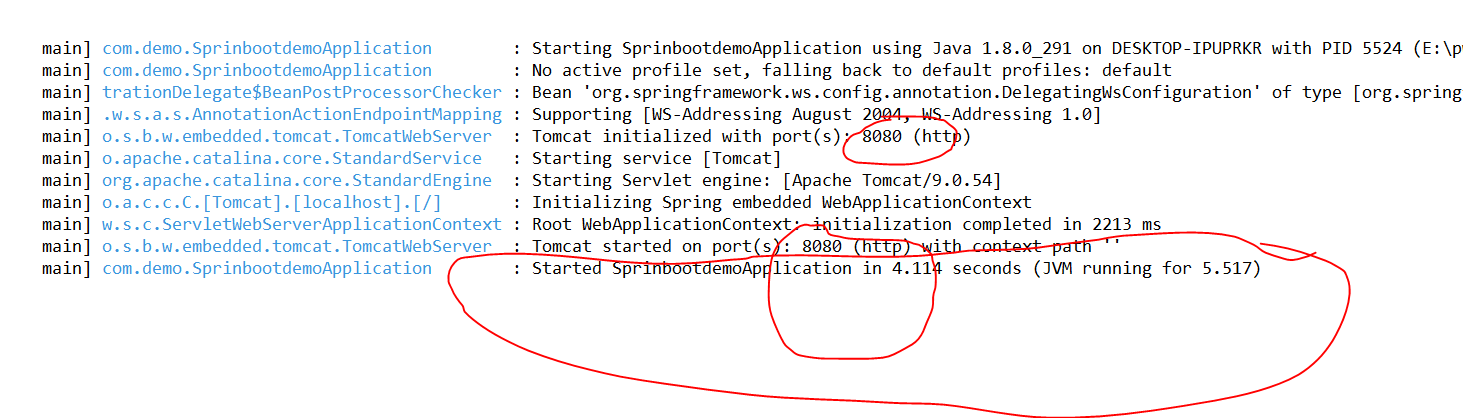 main] com.demo.SprinbootdemoApplication : Starting SprinbootdemoApplication using Java 1.8.0_291 on DESKTOP-IPUPRKR with PID 5524 (E:\p
main] com.demo.SprinbootdemoApplication : No active profile set, falling back to default profiles: default
main] trationDelegate$BeanPostProcessorChecker : Bean 'org.springframework.ws.config.annotation.DelegatingWsConfiguration' of type [org.spring
main] .w.s.a.s.AnnotationActionEndpointMapping : Supporting [WS-Addressing August 2004, WS-Addressing 1.0]
main] o.s.b.w.embedded.tomcat.TomcatWebServer : Tomcat initialized with port(s): 8080 (http)
main] o.apache.catalina.core.StandardService : Starting service [Tomcat]
main] org.apache.catalina.core.StandardEngine : Starting Servlet engine: [Apache Tomcat/9.0.54]
main] o.a.c.c.C.[Tomcat].[localhost].[/] : Initializing Spring embedded WebApplicationContext
main] w.s.c.ServletWebServerApplicationContext : Root WebApplicationContext: initialization completed in 2213 ms
main] o.s.b.w.embedded.tomcat.TomcatWebServer : Tomcat started on port(s): 8080 (http) with context path ''
main] com.demo.SprinbootdemoApplication : Started SprinbootdemoApplication in 4.114 seconds (JVM running for 5.517)